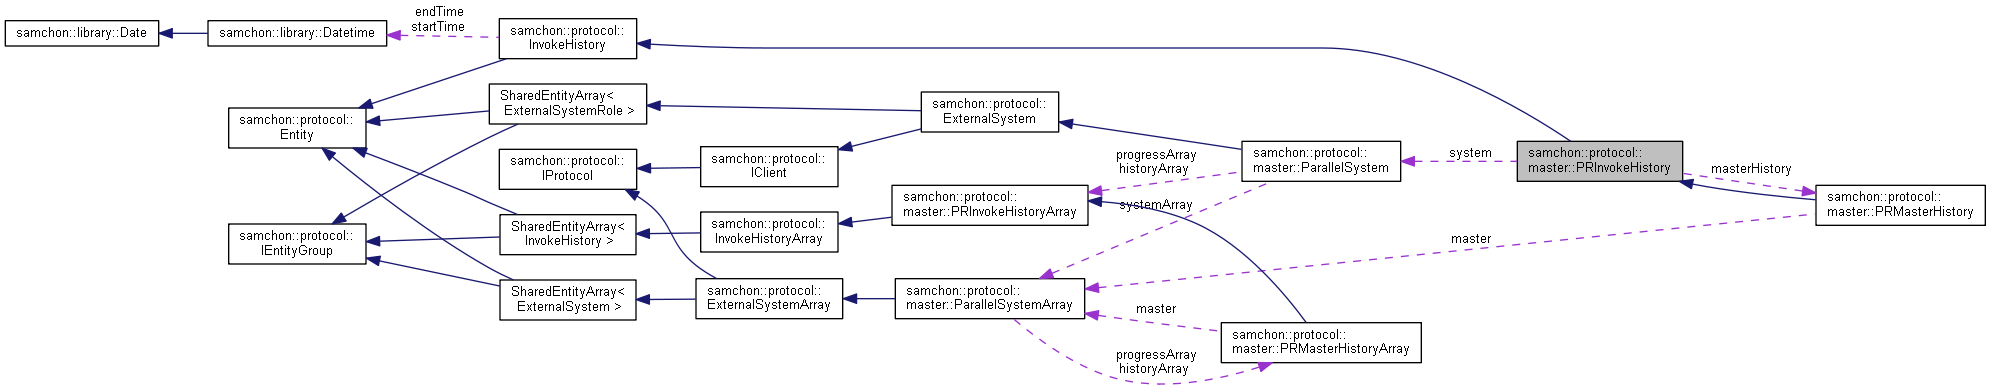 samchon::library::Date
samchon::library::Datetime
endTime
startTime
samchon::protocol::
InvokeHistory
samchon::protocol::
Entity
SharedEntityArray<
ExternalSystemRole >
samchon::protocol::
ExternalSystem
samchon::protocol::
IProtocol
samchon::protocol::
IClient
progressArray
historyArray
samchon::protocol::
master::ParallelSystem
system
samchon::protocol::
master::PRInvokeHistory
masterHistory
samchon::protocol::
master::PRMasterHistory
samchon::protocol::
master::PRInvokeHistoryArray
systemArray
samchon::protocol::
IEntityGroup
SharedEntityArray<
InvokeHistory >
samchon::protocol::
InvokeHistoryArray
master
SharedEntityArray<
ExternalSystem >
samchon::protocol::
ExternalSystemArray
samchon::protocol::
master::ParallelSystemArray
master
samchon::protocol::
master::PRMasterHistoryArray
progressArray
historyArray